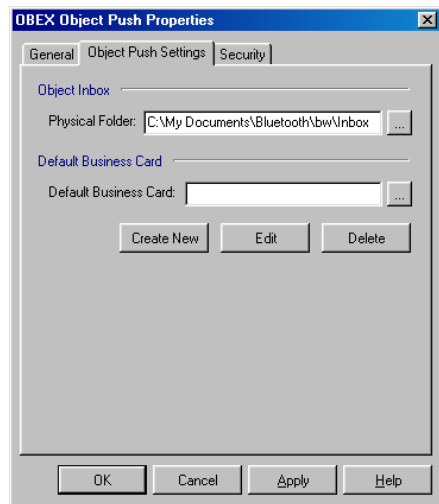 OBEX Object Push Properties
General Object Push Settings Security
Object Inbox
Physical Folder: C:\My Documents\Bluetooth\bw\Inbox ...
Default Business Card
Default Business Card: ...
Create New Edit Delete
OK Cancel Apply Help